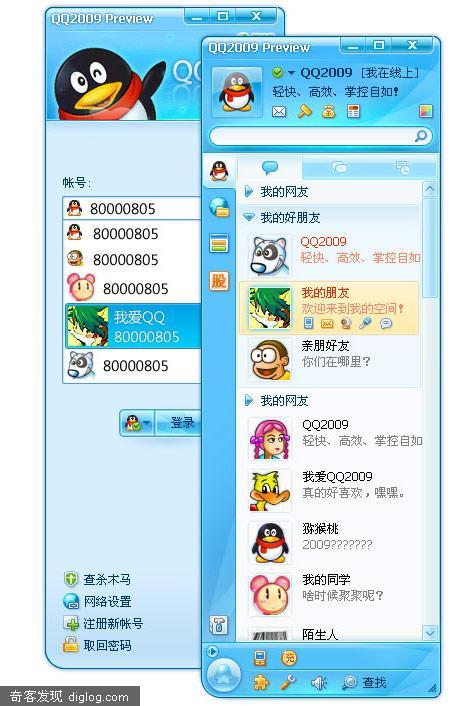 QQ2009 Preview
QQ
帐号:
80000805
80000805
80000805
80000805
我爱QQ
80000805
80000805
登录
查杀木马
网络设置
注册新帐号
取回密码
QQ2009 Preview
QQ2009 [我在线上]
轻快、高效、掌控自如!
股
我的网友
我的好朋友
QQ2009
轻快、高效、掌控自如
我的朋友
欢迎来到我的空间!
亲朋好友
你们在哪里?
我的网友
QQ2009
轻快、高效、掌控自如
我爱QQ2009
真的好喜欢，嘿嘿。
猕猴桃
2009???????
我的同学
啥时候聚聚呢?
陌生人
查找
奇客发现 diglog.com